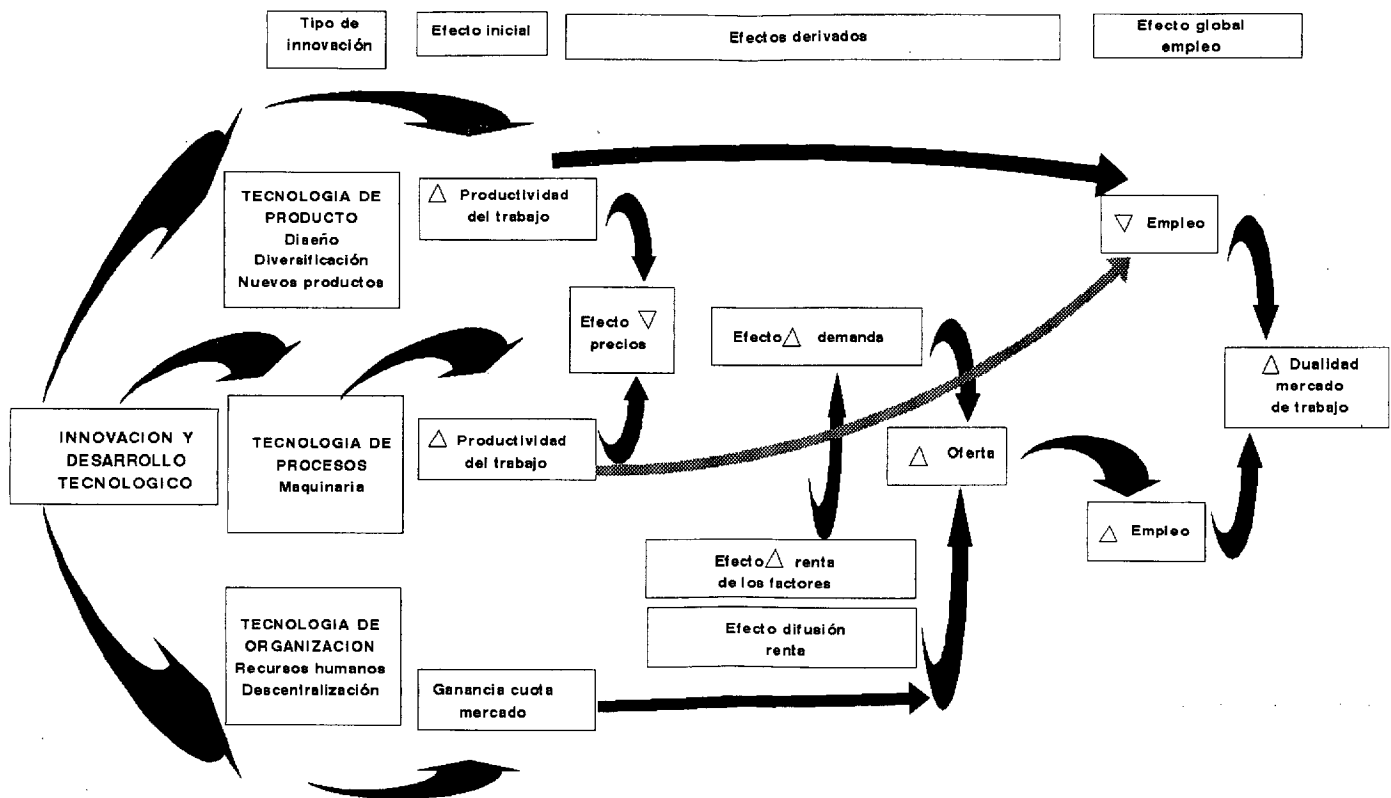 Tipo de
innovación
Efecto inicial
Efectos derivados
Efecto global
empleo
TECNOLOGIA DE
PRODUCTO
Diseño
Diversificación
Nuevos productos
△ Productividad
del trabajo
▽ Empleo
Efecto ▽
precios
Efecto △ demanda
△ Dualidad
mercado
de trabajo
INNOVACION Y
DESARROLLO
TECNOLOGICO
TECNOLOGIA DE
PROCESOS
Maquinaria
△ Productividad
del trabajo
△ Oferta
△ Empleo
Efecto △ renta
de los factores
Efecto difusión
renta
TECNOLOGIA DE
ORGANIZACION
Recursos humanos
Descentralización
Ganancia cuota
mercado